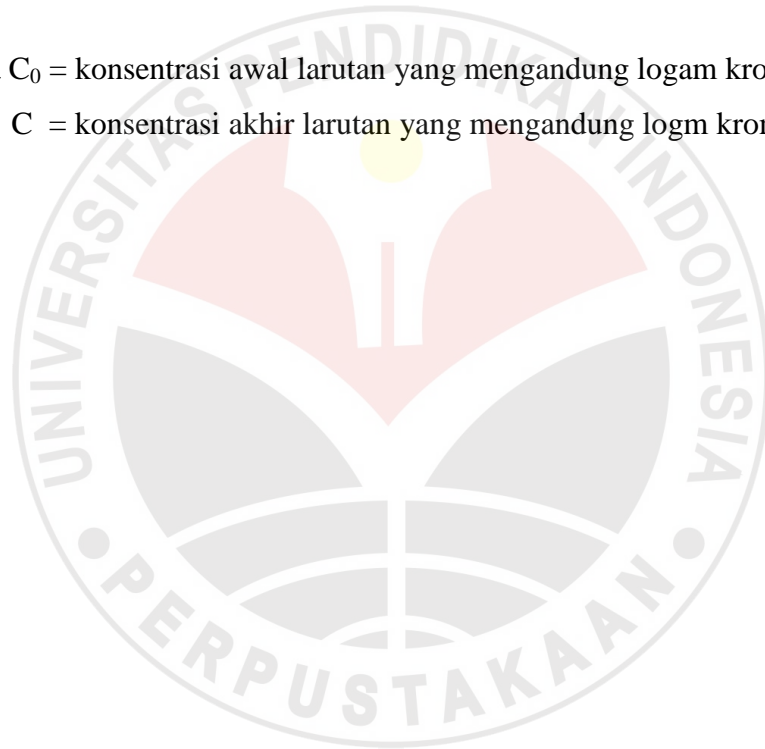 C₀ = konsentrasi awal larutan yang mengandung logam
C = konsentrasi akhir larutan yang mengandung logm
UNIVERSITAS PENDIDIKAN INDONESIA
PERPUSTAKAAN